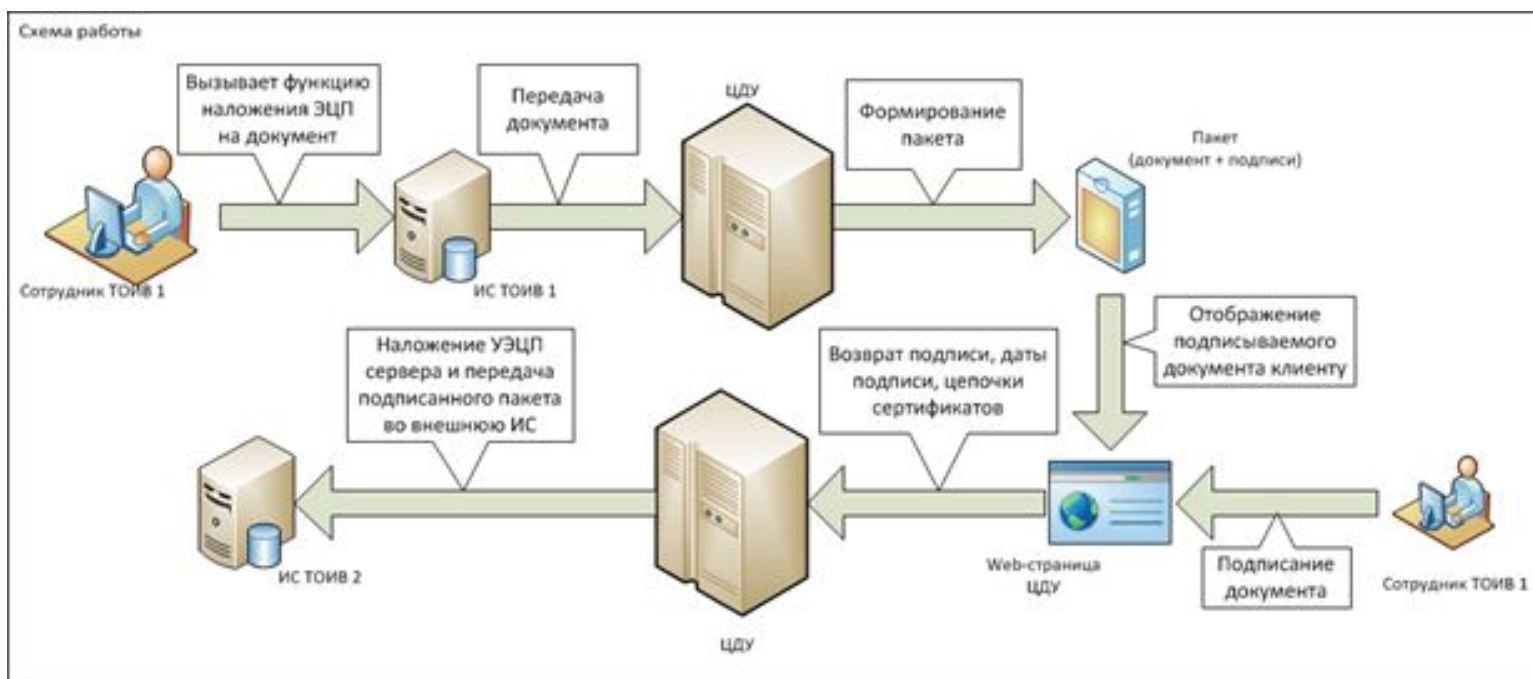 Схема работы
Вызывает функцию
наложения ЭЦП
на документ
Передача
документа
ЦДУ
Формирование
пакета
Пакет
(документ + подписи)
Сотрудник ТОИВ 1
ИС ТОИВ 1
Отображение
подписываемого
документа клиенту
Наложение УЭЦП
сервера и передача
подписанного пакета
во внешнюю ИС
Возврат подписи, даты
подписи, цепочки
сертификатов
ИС ТОИВ 2
ЦДУ
Web-страница
ЦДУ
Подписание
документа
Сотрудник ТОИВ 1